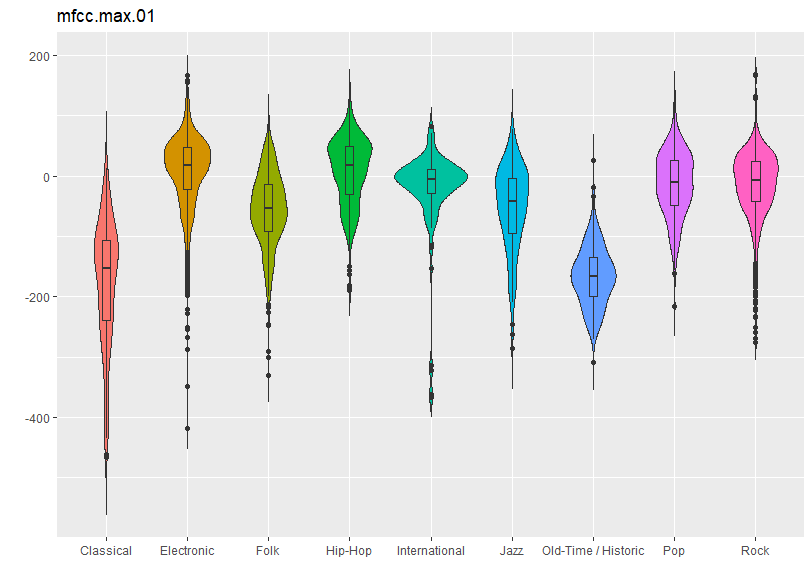 mfcc.max.01
200
0
-200
-400
Classical Electronic Folk Hip-Hop International Jazz Old-Time / Historic Pop Rock